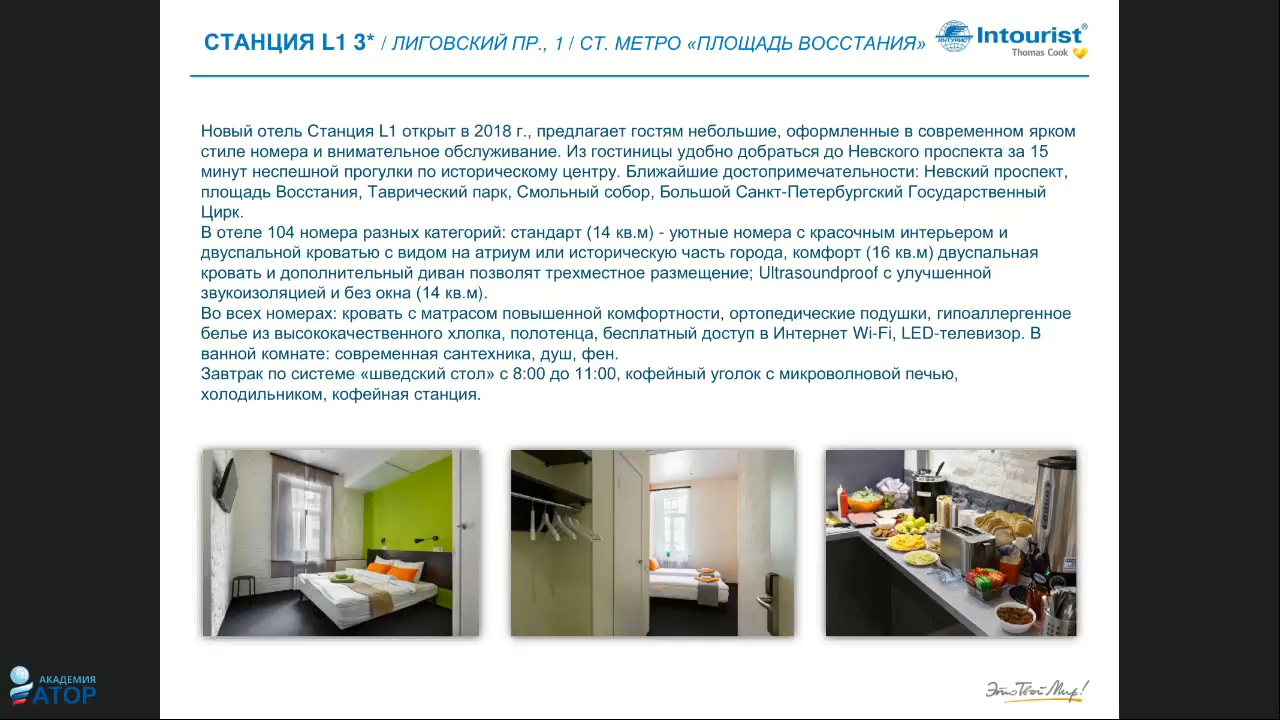 СТАНЦИЯ L1 3* / ЛИГОВСКИЙ ПР., 1 / СТ. МЕТРО «ПЛОЩАДЬ ВОССТАНИЯ»
ИНТУРИСТ
Intourist®
Thomas Cook
Новый отель Станция L1 открыт в 2018 г., предлагает гостям небольшие, оформленные в современном ярком
стиле номера и внимательное обслуживание. Из гостиницы удобно добраться до Невского проспекта за 15
минут неспешной прогулки по историческому центру. Ближайшие достопримечательности: Невский проспект,
площадь Восстания, Таврический парк, Смольный собор, Большой Санкт-Петербургский Государственный
Цирк.
В отеле 104 номера разных категорий: стандарт (14 кв.м) - уютные номера с красочным интерьером и
двуспальной кроватью с видом на атриум или историческую часть города, комфорт (16 кв.м) двуспальная
кровать и дополнительный диван позволят трехместное размещение; Ultrasoundproof с улучшенной
звукоизоляцией и без окна (14 кв.м).
Во всех номерах: кровать с матрасом повышенной комфортности, ортопедические подушки, гипоаллергенное
белье из высококачественного хлопка, полотенца, бесплатный доступ в Интернет Wi-Fi, LED-телевизор. В
ванной комнате: современная сантехника, душ, фен.
Завтрак по системе «шведский стол» с 8:00 до 11:00, кофейный уголок с микроволновой печью,
холодильником, кофейная станция.
АКАДЕМИЯ
АТОР
Это Твой Мир!